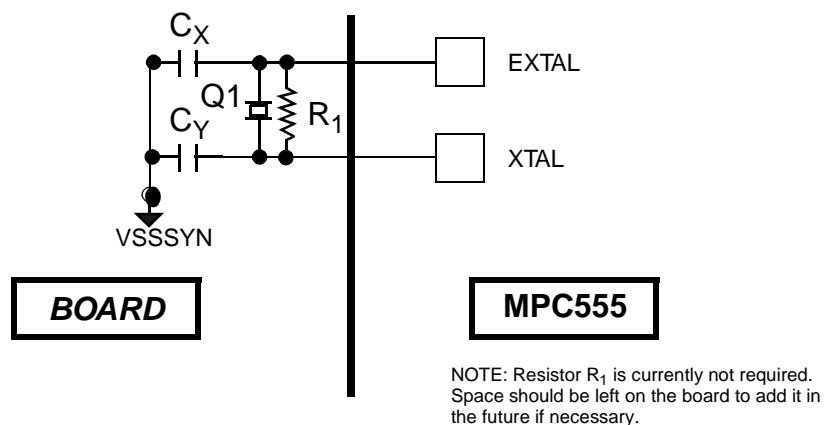 CX
EXTAL
Q1
R1
CY
XTAL
VSSSYN
BOARD
MPC555
NOTE: Resistor R1 is currently not required.
Space should be left on the board to add it in
the future if necessary.